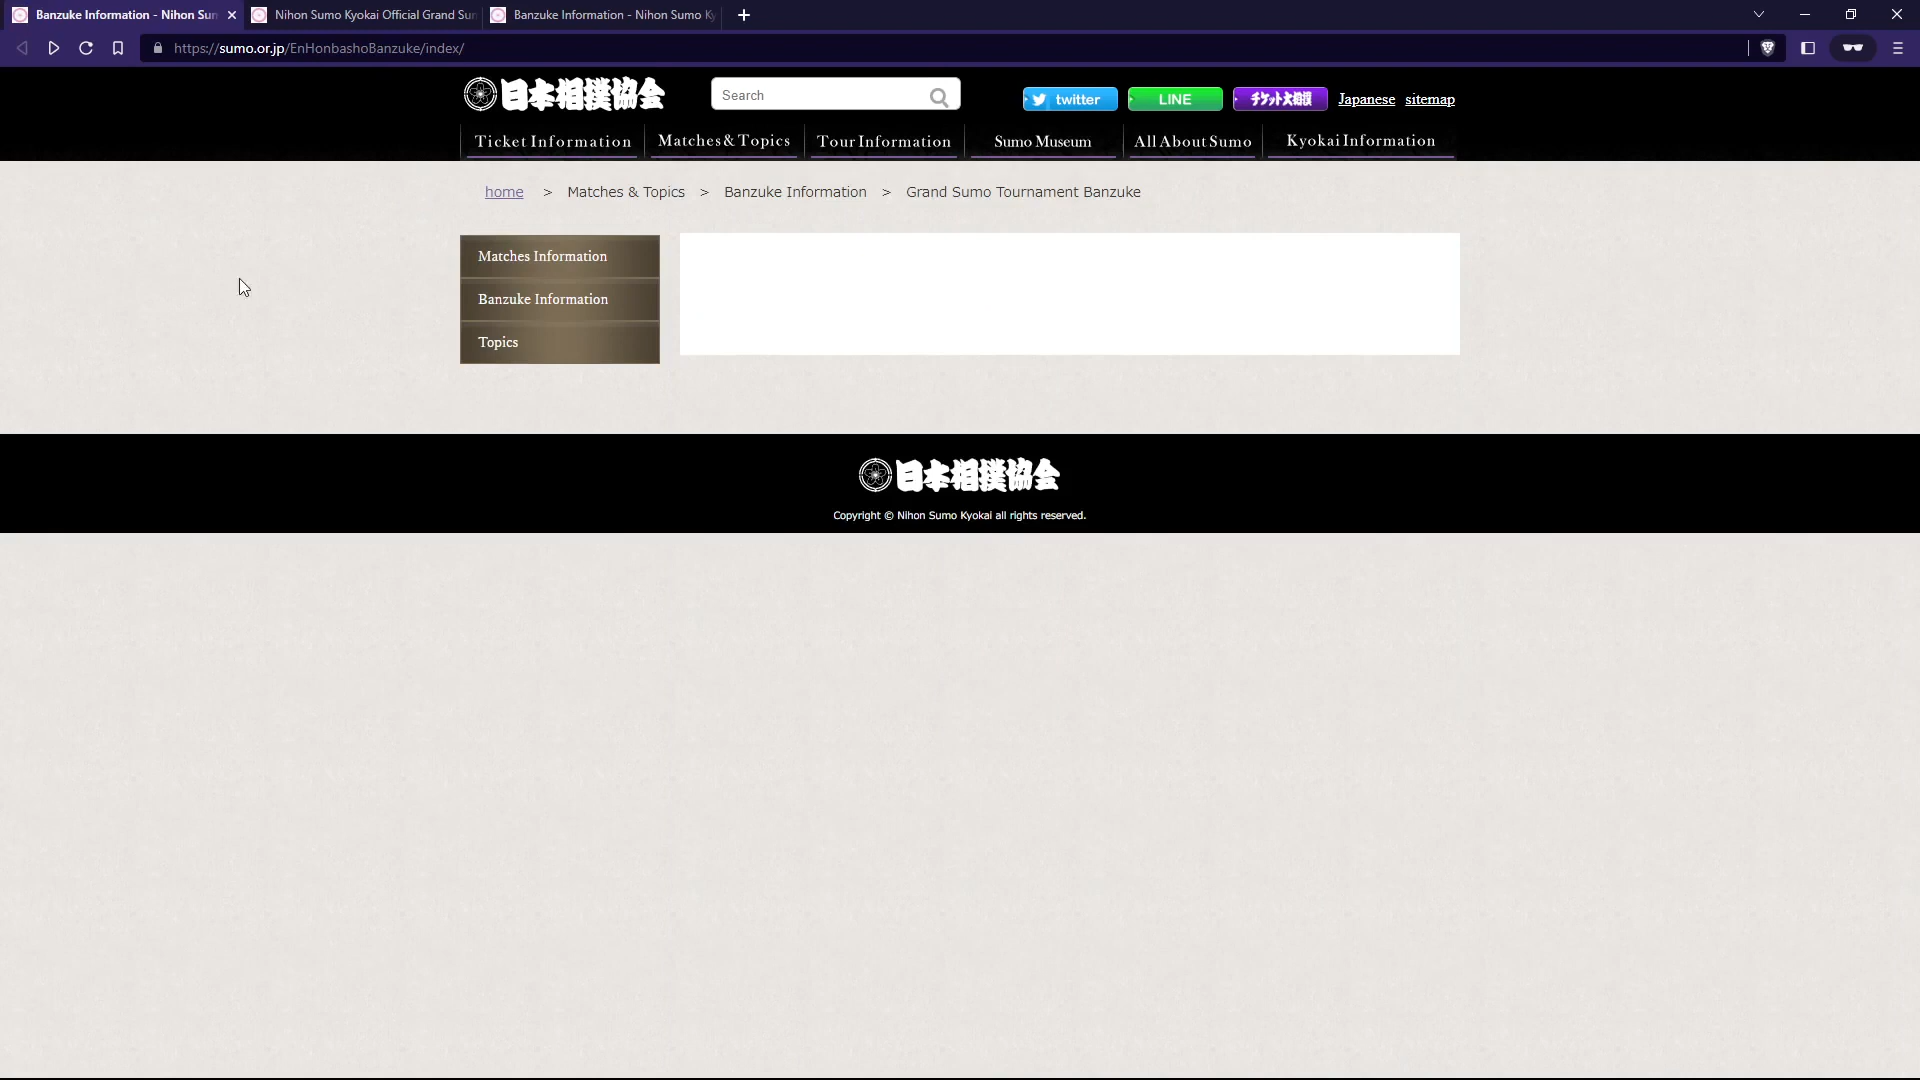 Banzuke Information - Nihon Sum
Nihon Sumo Kyokai Official Grand Sum
Banzuke Information - Nihon Sumo Ky
https://sumo.or.jp/EnHonbashoBanzuke/index/
日本相撲協会
Search
twitter
LINE
チケット大相撲
Japanese
sitemap
Ticket Information
Matches & Topics
Tour Information
Sumo Museum
All About Sumo
Kyokai Information
home > Matches & Topics > Banzuke Information > Grand Sumo Tournament Banzuke
Matches Information
Banzuke Information
Topics
日本相撲協会
Copyright © Nihon Sumo Kyokai all rights reserved.